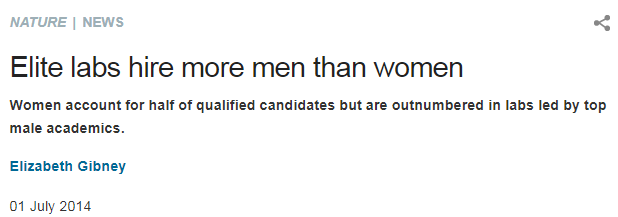 NATURE | NEWS
Elite labs hire more men than women
Women account for half of qualified candidates but are outnumbered in labs led by top
male academics.
Elizabeth Gibney
01 July 2014